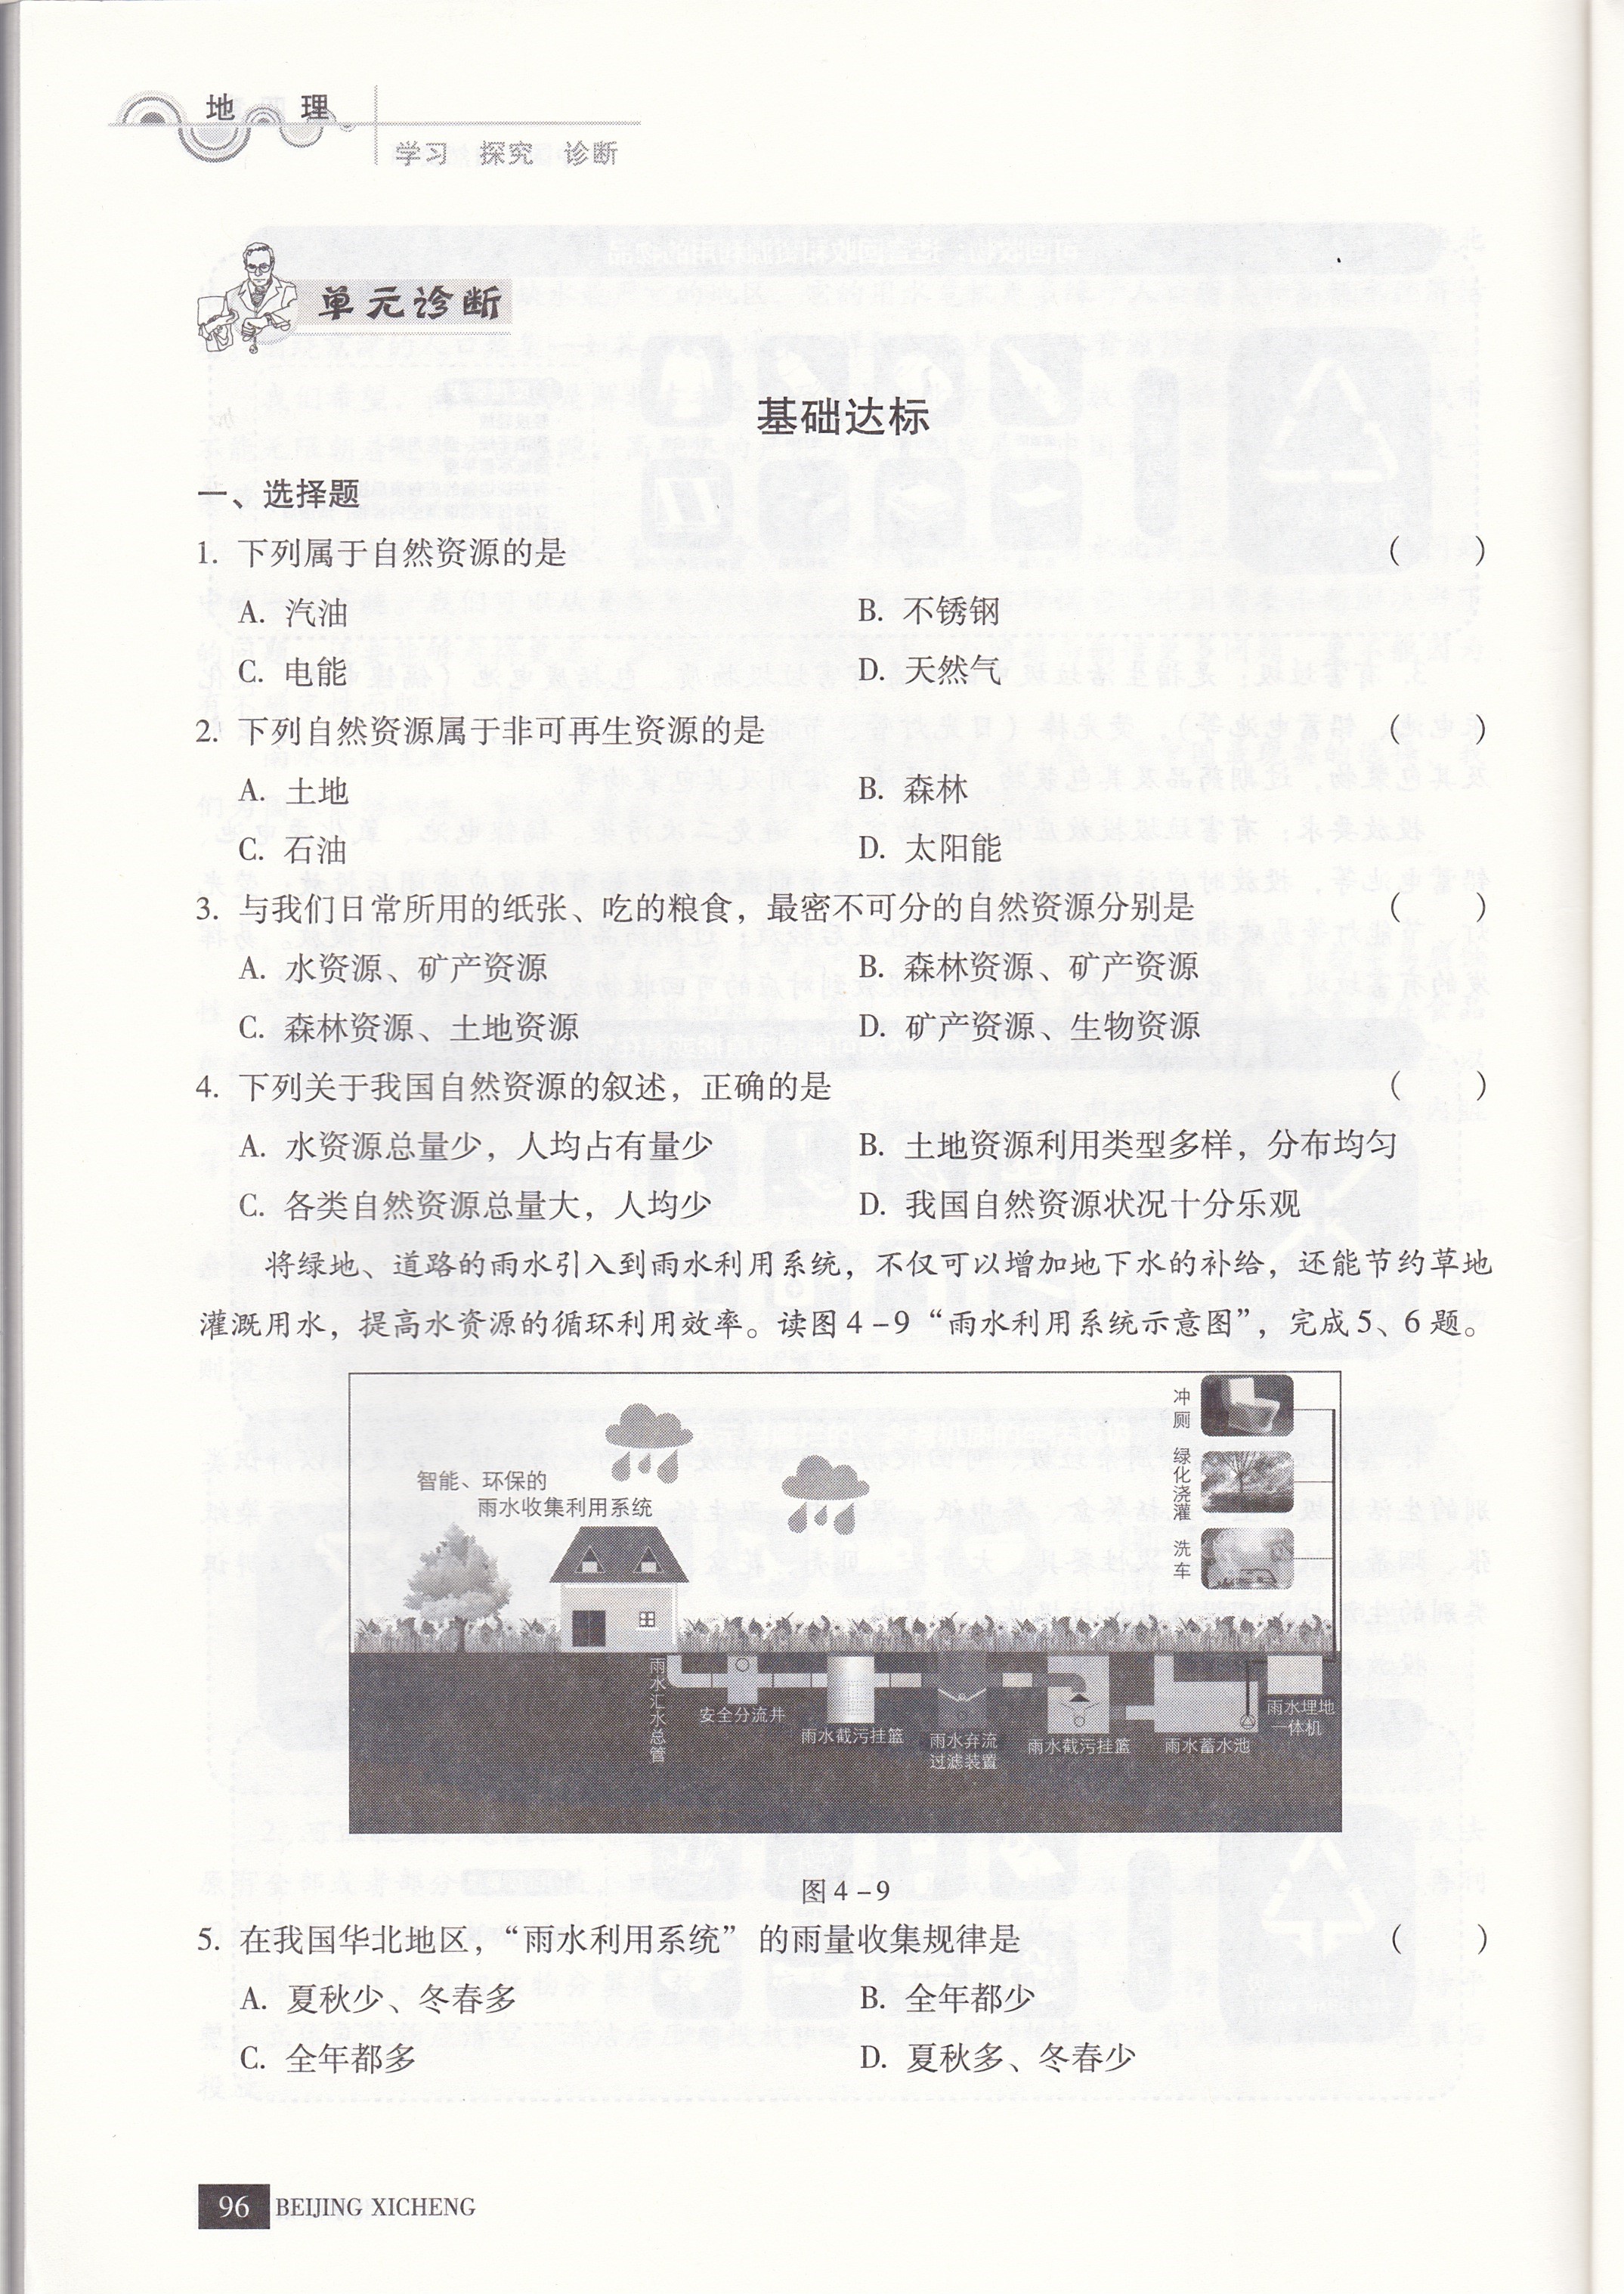 地 理
学习 探究 诊断
单元诊断
基础达标
一、选择题
1. 下列属于自然资源的是 ( )
A. 汽油 B. 不锈钢
C. 电能 D. 天然气
2. 下列自然资源属于非可再生资源的是 ( )
A. 土地 B. 森林
C. 石油 D. 太阳能
3. 与我们日常所用的纸张、吃的粮食，最密不可分的自然资源分别是 ( )
A. 水资源、矿产资源 B. 森林资源、矿产资源
C. 森林资源、土地资源 D. 矿产资源、生物资源
4. 下列关于我国自然资源的叙述，正确的是 ( )
A. 水资源总量少，人均占有量少 B. 土地资源利用类型多样，分布均匀
C. 各类自然资源总量大，人均少 D. 我国自然资源状况十分乐观
将绿地、道路的雨水引入到雨水利用系统，不仅可以增加地下水的补给，还能节约草地
灌溉用水，提高水资源的循环利用效率。读图4-9“雨水利用系统示意图”，完成5、6题。
智能、环保的
雨水收集利用系统
冲厕
绿化浇灌
洗车
雨水汇水总管
安全分流井
雨水截污挂篮
雨水弃流
过滤装置
雨水截污挂篮
雨水蓄水池
雨水埋地
一体机
图4-9
5. 在我国华北地区，“雨水利用系统”的雨量收集规律是 ( )
A. 夏秋少、冬春多 B. 全年都少
C. 全年都多 D. 夏秋多、冬春少
96 BEIJING XICHENG